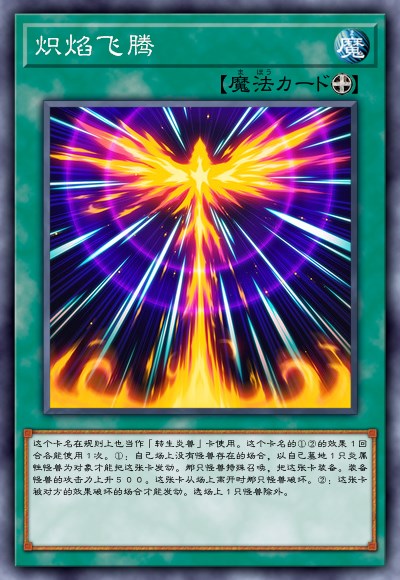 炽焰飞腾
魔
【魔法カード】
まほう
这个卡名在规则上也当作「转生炎兽」卡使用。这个卡名的①②的效果1回
合各能使用1次。①：自己场上没有怪兽存在的场合，以自己墓地1只炎属
性怪兽为对象才能把这张卡发动。那只怪兽特殊召唤，把这张卡装备。装备
怪兽的攻击力上升500。这张卡从场上离开时那只怪兽破坏。②：这张卡
被对方的效果破坏的场合才能发动。选场上1只怪兽除外。